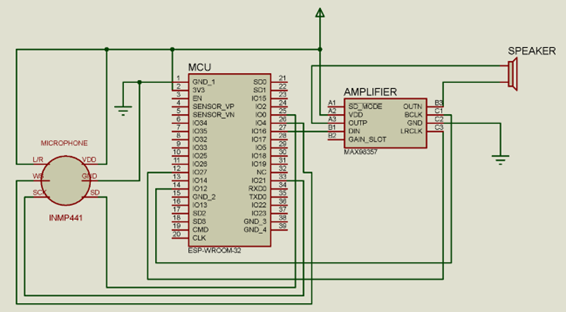 SPEAKER
MCU
1 GND_1 SD0 21
2 3V3 SD1 22
3 EN IO15 23
4 SENSOR_VP IO2 24
5 SENSOR_VN IO0 25
6 IO34 IO4 26
7 IO35 IO16 27
8 IO32 IO17 28
9 IO33 IO5 29
10 IO25 IO18 30
11 IO26 IO19 31
12 IO27 NC 32
13 IO14 IO21 33
14 IO12 RXD0 34
15 GND_2 TXD0 35
16 IO13 IO22 36
17 SD2 IO23 37
18 SD3 GND_3 38
19 CMD GND_4 39
20 CLK
ESP-WROOM-32
AMPLIFIER
A1 SD_MODE OUTN B3
A2 VDD BCLK C1
A3 OUTP GND C2
B1 DIN LRCLK C3
B2 GAIN_SLOT
MAX98357
MICROPHONE
L/R VDD
WS GND
SCK SD
INMP441